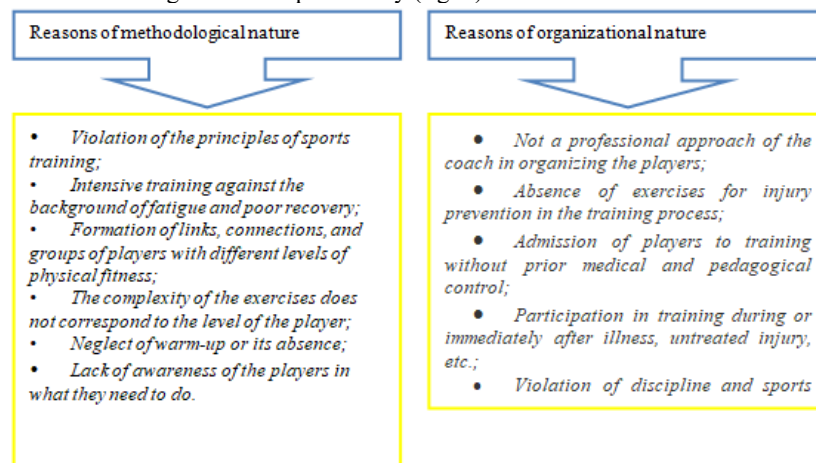 Reasons of methodological nature
Reasons of organizational nature
• Violation of the principles of sports
training;
• Intensive training against the
background of fatigue and poor recovery;
• Formation of links, connections, and
groups of players with different levels of
physical fitness;
• The complexity of the exercises does
not correspond to the level of the player;
• Neglect of warm-up or its absence;
• Lack of awareness of the players in
what they need to do.
• Not a professional approach of the
coach in organizing the players;
• Absence of exercises for injury
prevention in the training process;
• Admission of players to training
without prior medical and pedagogical
control;
• Participation in training during or
immediately after illness, untreated injury,
etc.;
• Violation of discipline and sports